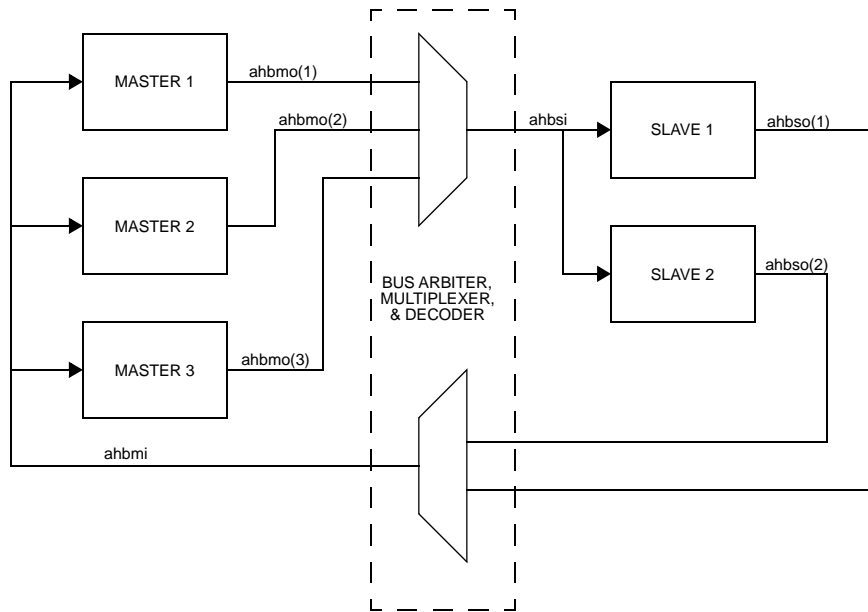 MASTER 1
ahbmo(1)
ahbmo(2)
ahbsi
SLAVE 1
ahbso(1)
MASTER 2
BUS ARBITER,
MULTIPLEXER,
& DECODER
SLAVE 2
ahbso(2)
MASTER 3
ahbmo(3)
ahbmi